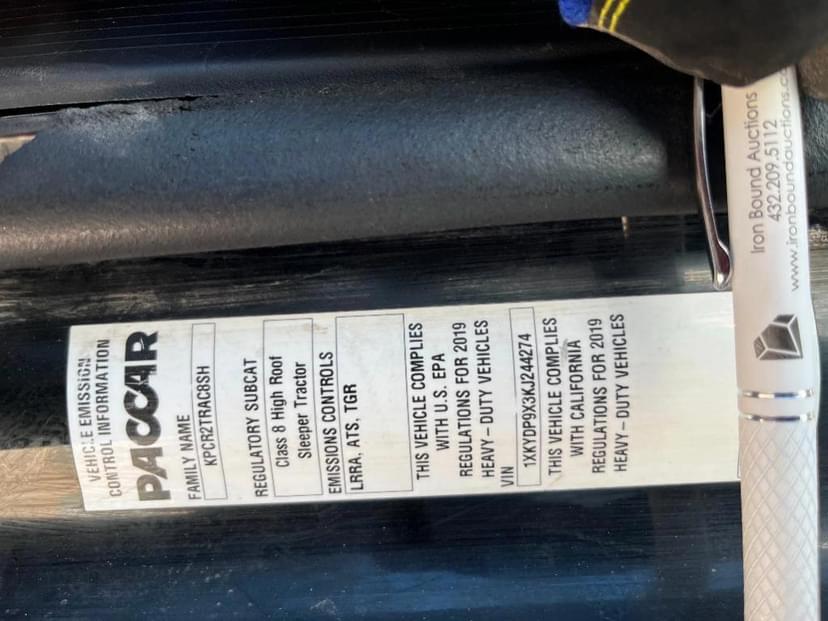 VEHICLE EMISSION
CONTROL INFORMATION
PACCAR
FAMILY NAME
KPCR2TRAC8SH
REGULATORY SUBCAT
Class 8 High Roof
Sleeper Tractor
EMISSIONS CONTROLS
LRRA, ATS, TGR
THIS VEHICLE COMPLIES
WITH U.S. EPA
REGULATIONS FOR 2019
HEAVY-DUTY VEHICLES
VIN
1XKYDP9X3KJ244274
THIS VEHICLE COMPLIES
WITH CALIFORNIA
REGULATIONS FOR 2019
HEAVY-DUTY VEHICLES
Iron Bound Auctions
432.209.5112
www.ironboundauctions.co